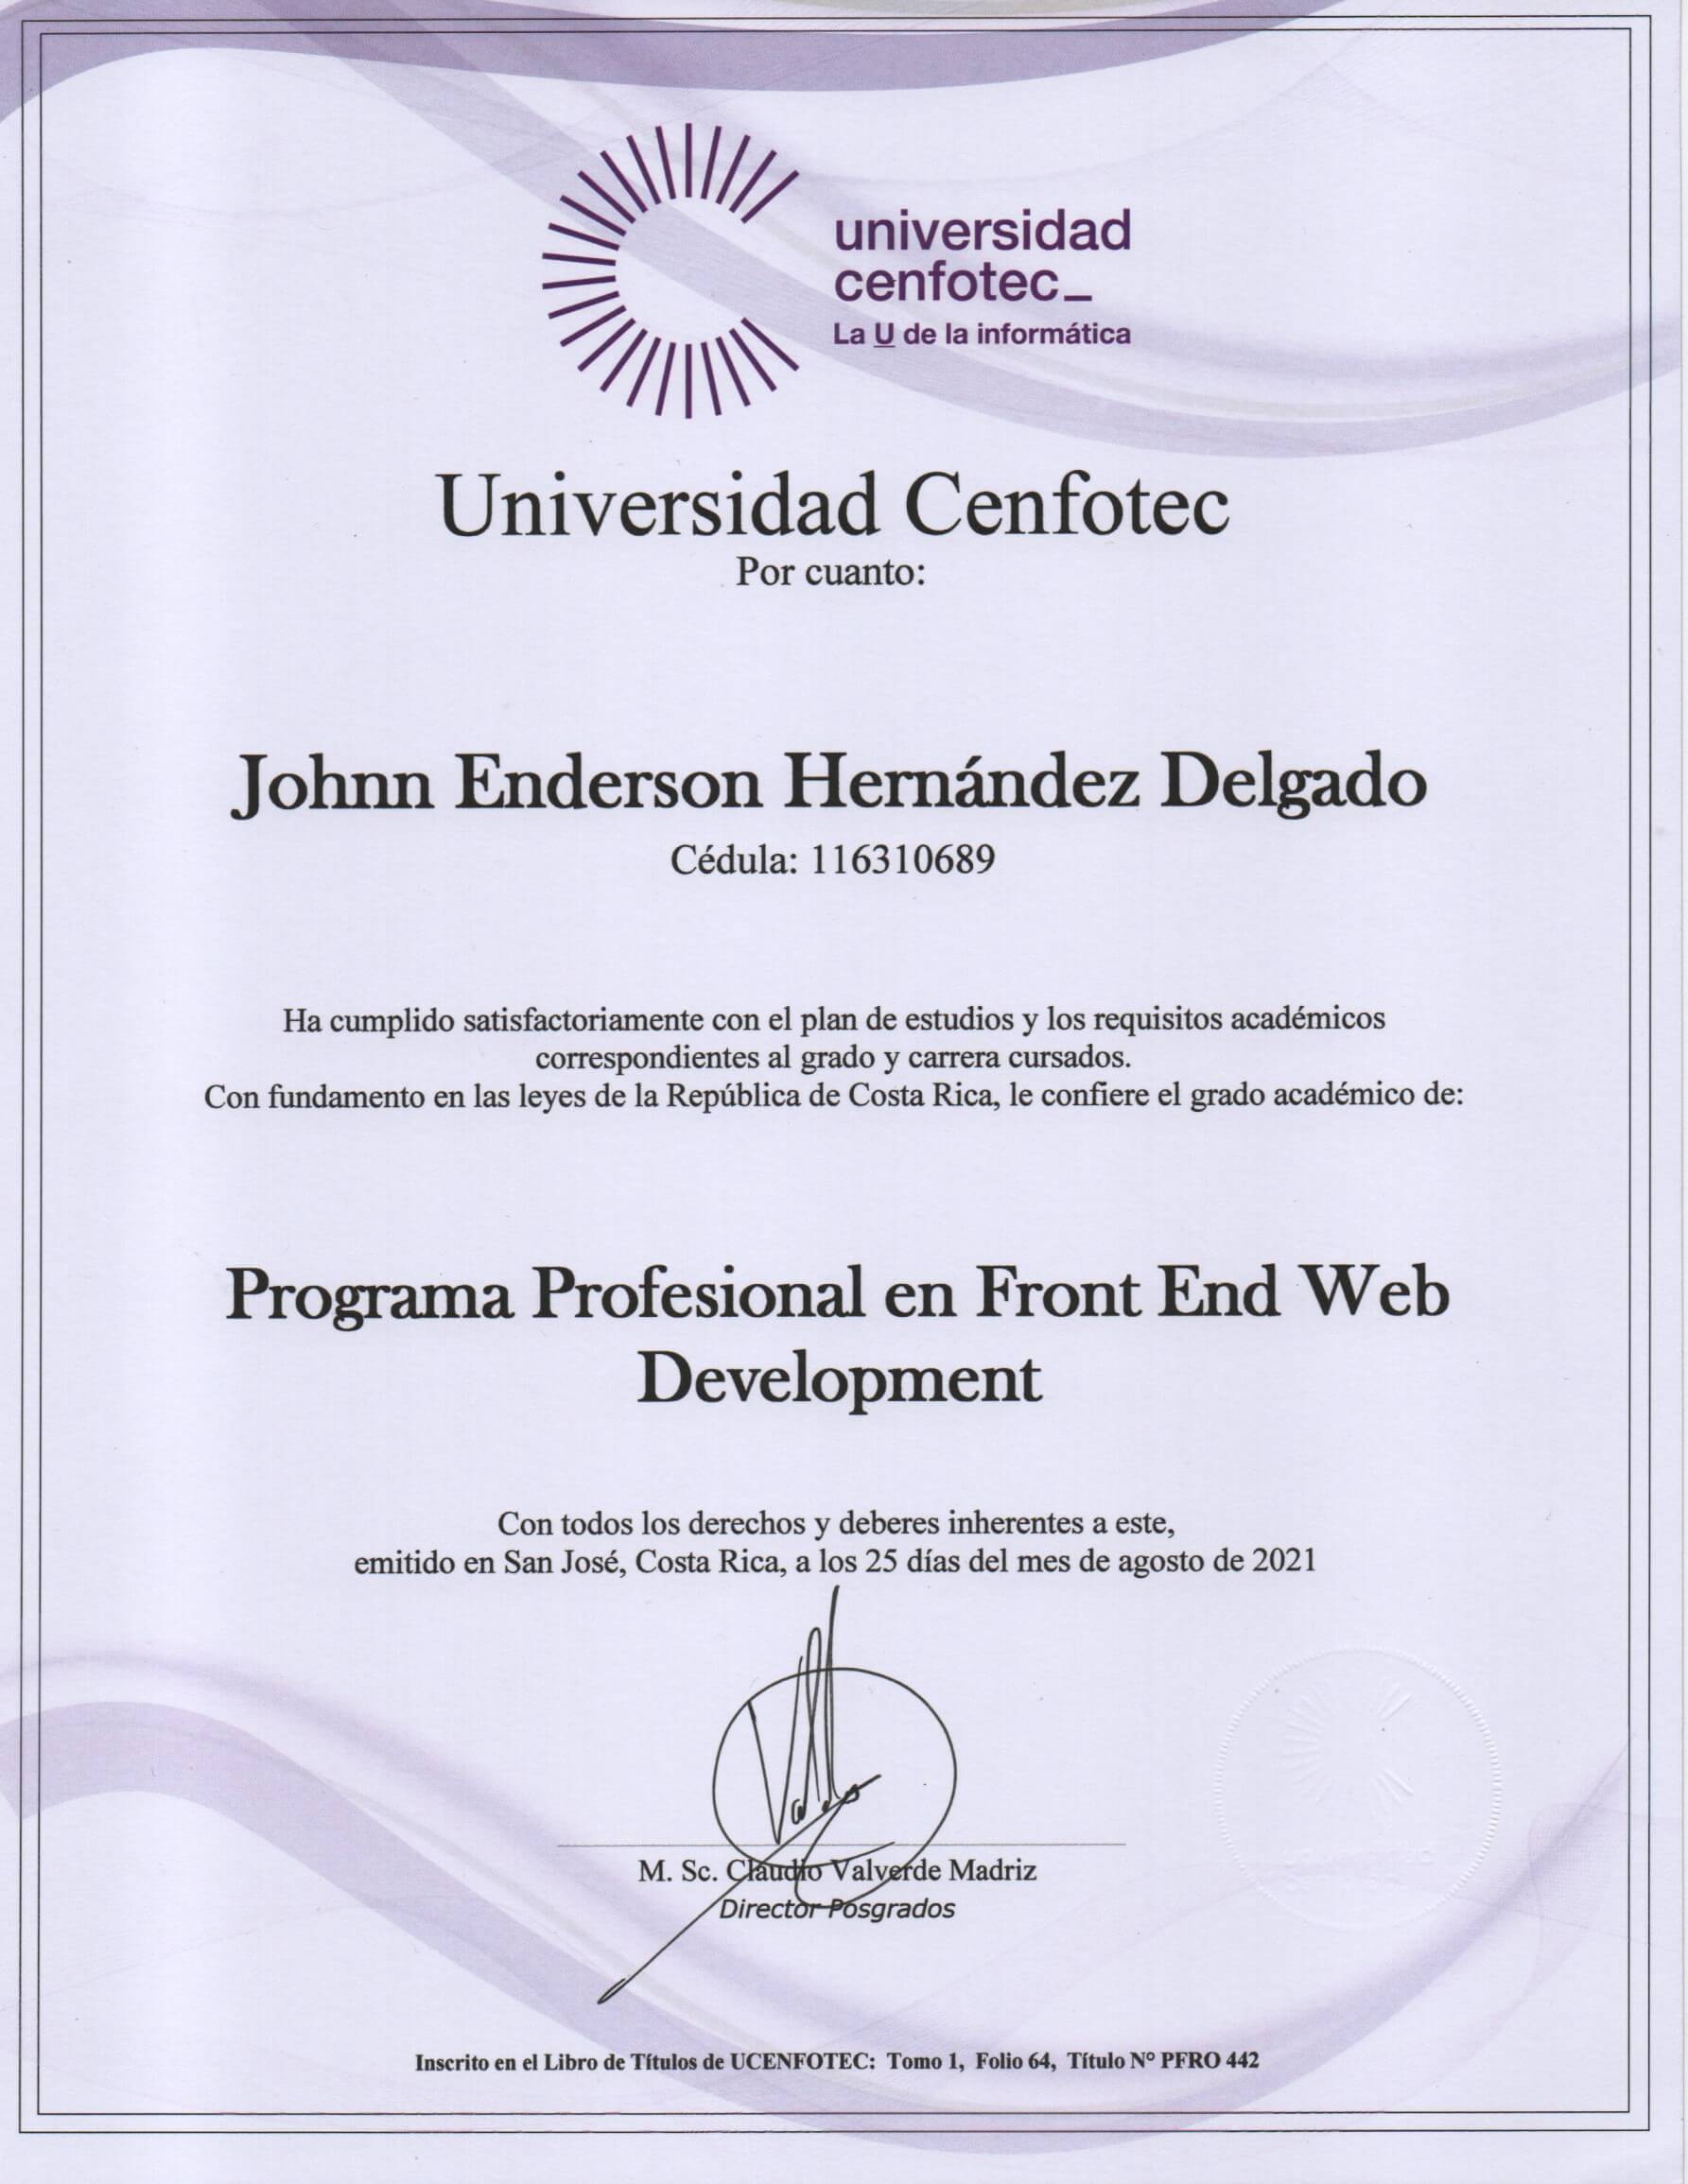 universidad
cenfotec_
La U de la informática
Universidad Cenfotec
Por cuanto:
Johnn Enderson Hernández Delgado
Cédula: 116310689
Ha cumplido satisfactoriamente con el plan de estudios y los requisitos académicos
correspondientes al grado y carrera cursados.
Con fundamento en las leyes de la República de Costa Rica, le confiere el grado académico de:
Programa Profesional en Front End Web
Development
Con todos los derechos y deberes inherentes a este,
emitido en San José, Costa Rica, a los 25 días del mes de agosto de 2021
M. Sc. Claudio Valverde Madriz
Director Posgrados
Inscrito en el Libro de Títulos de UCENFOTEC: Tomo 1, Folio 64, Título Nº PFRO 442